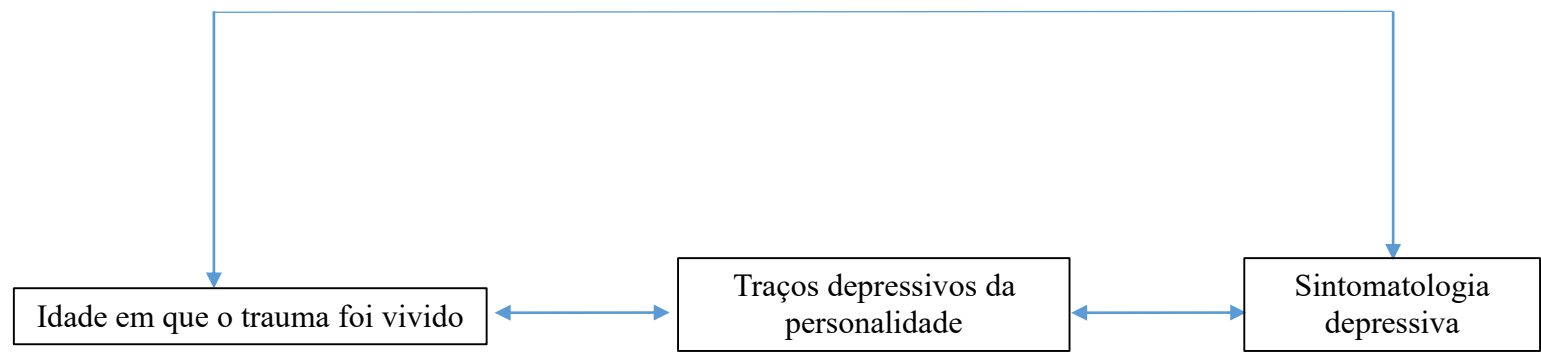 Idade em que o trauma foi vivido
Traços depressivos da
personalidade
Sintomatologia
depressiva